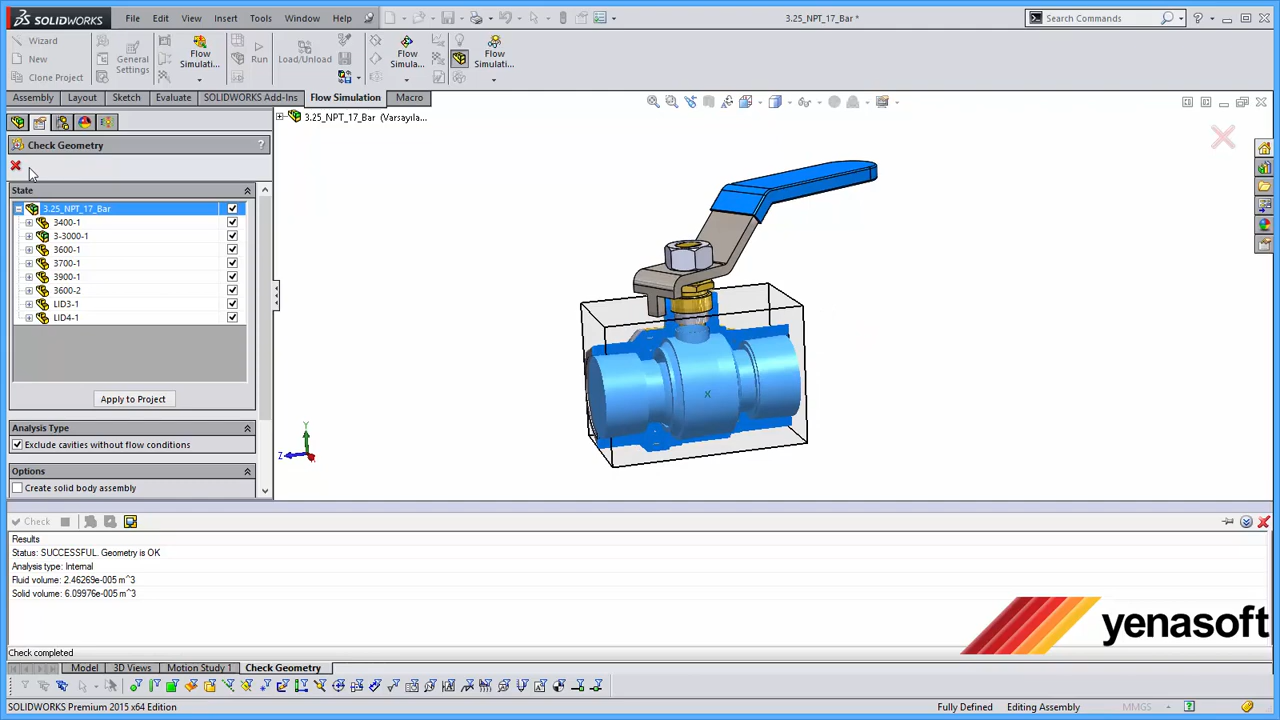 SOLIDWORKS File Edit View Insert Tools Window Help 3.25_NPT_17_Bar * Search Commands
Wizard
New
Clone Project
General Settings
Flow Simulati...
Run
Load/Unload
Flow Simula...
Flow Simulati...
Assembly Layout Sketch Evaluate SOLIDWORKS Add-Ins Flow Simulation Macro
3.25_NPT_17_Bar (Varsayıla...
Check Geometry ?
State
3.25_NPT_17_Bar
3400-1
3-3000-1
3600-1
3700-1
3900-1
3600-2
LID3-1
LID4-1
Apply to Project
Analysis Type
Exclude cavities without flow conditions
Options
Create solid body assembly
Y
Z
X
Check
Results
Status: SUCCESSFUL. Geometry is OK
Analysis type: Internal
Fluid volume: 2.46269e-005 m^3
Solid volume: 6.09976e-005 m^3
yenasoft
Check completed
Model 3D Views Motion Study 1 Check Geometry
SOLIDWORKS Premium 2015 x64 Edition Fully Defined Editing Assembly MMGS